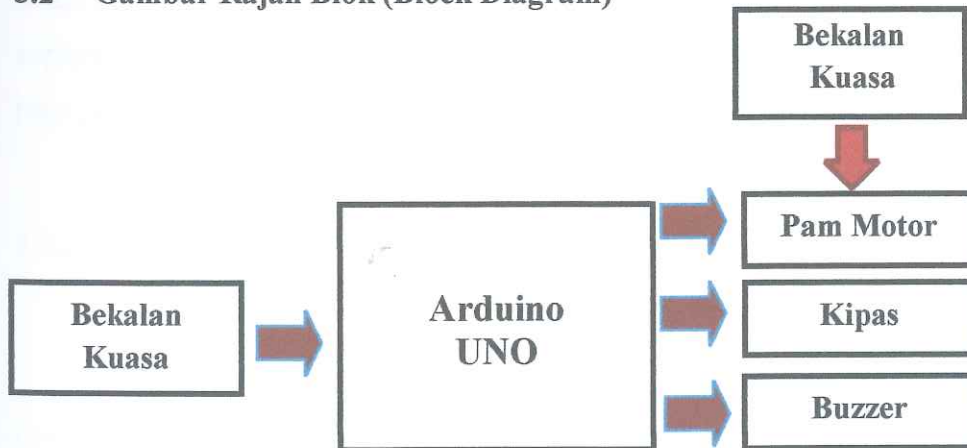 Gambar Rajah Blok (Block Diagram)
Bekalan
Kuasa
Pam Motor
Bekalan
Kuasa
Arduino
UNO
Kipas
Buzzer